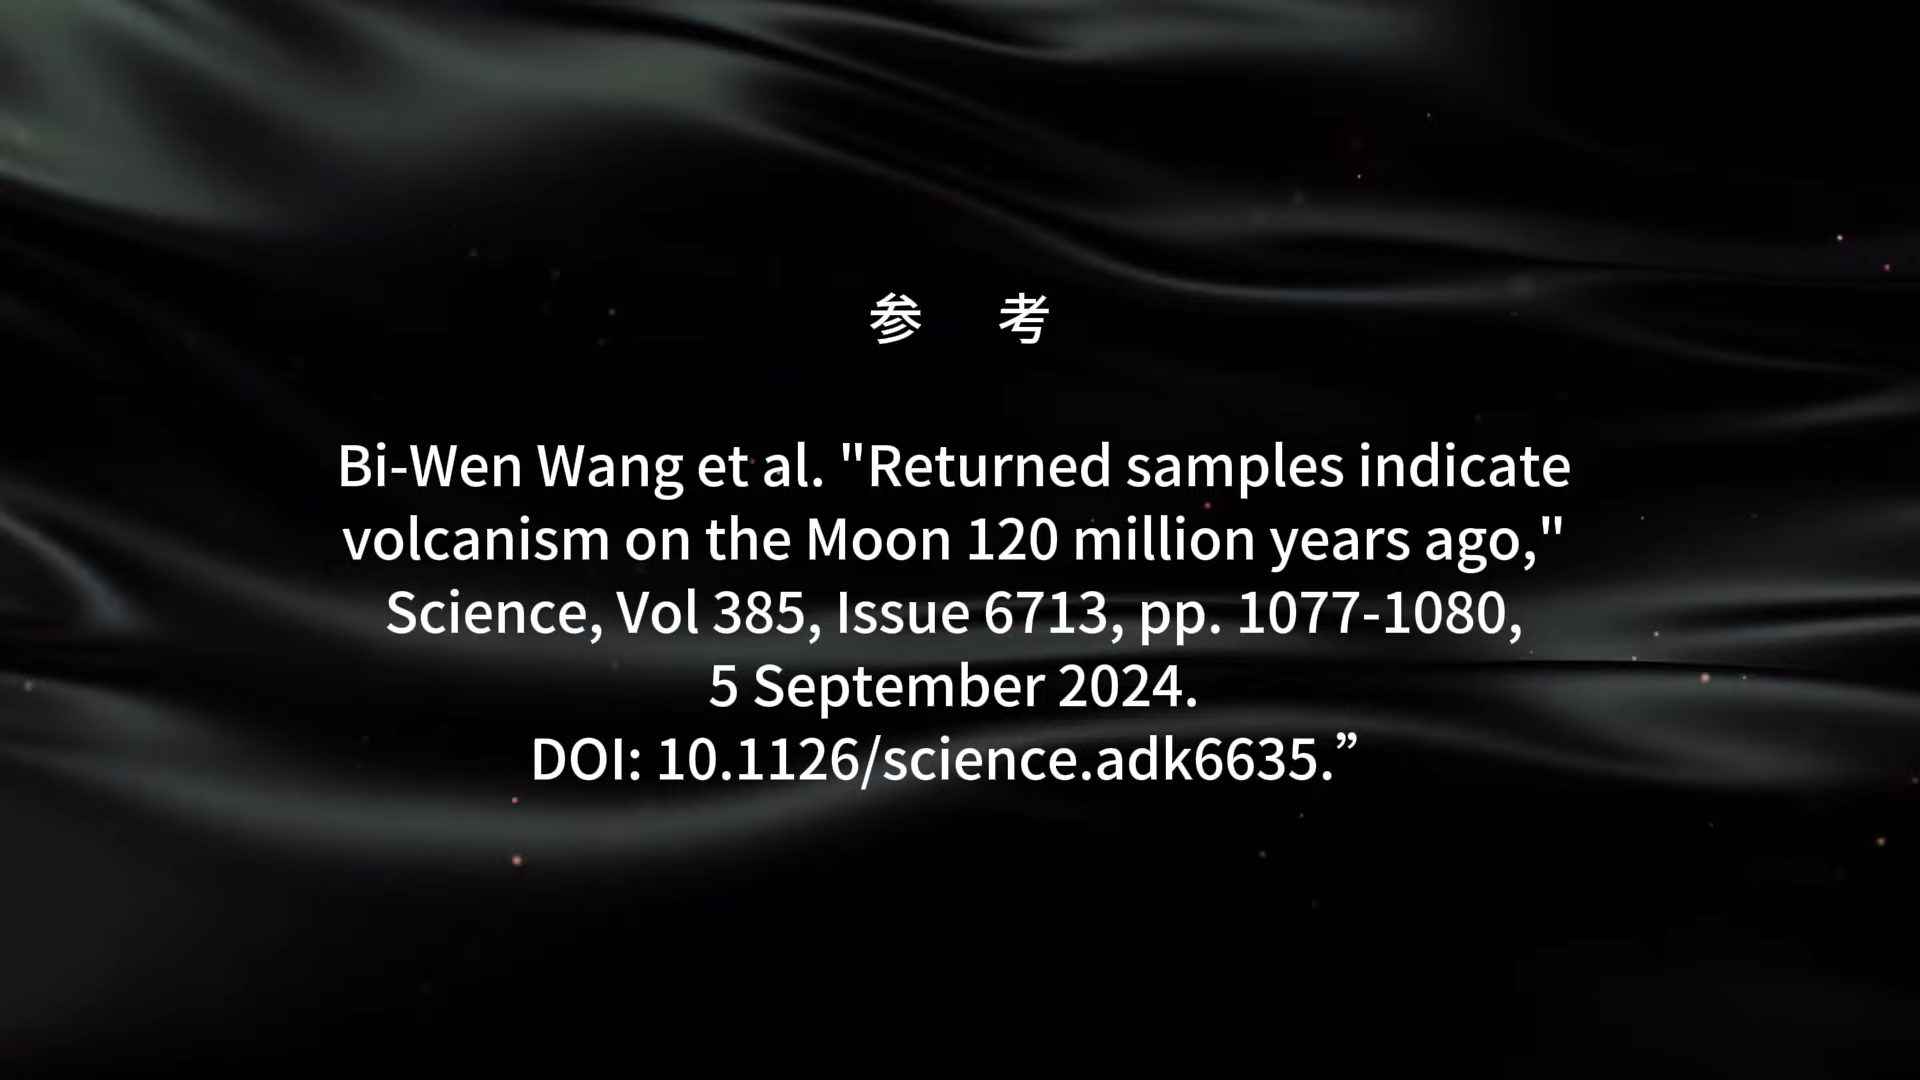 参 考
Bi-Wen Wang et al. "Returned samples indicate
volcanism on the Moon 120 million years ago,"
Science, Vol 385, Issue 6713, pp. 1077-1080,
5 September 2024.
DOI: 10.1126/science.adk6635.”